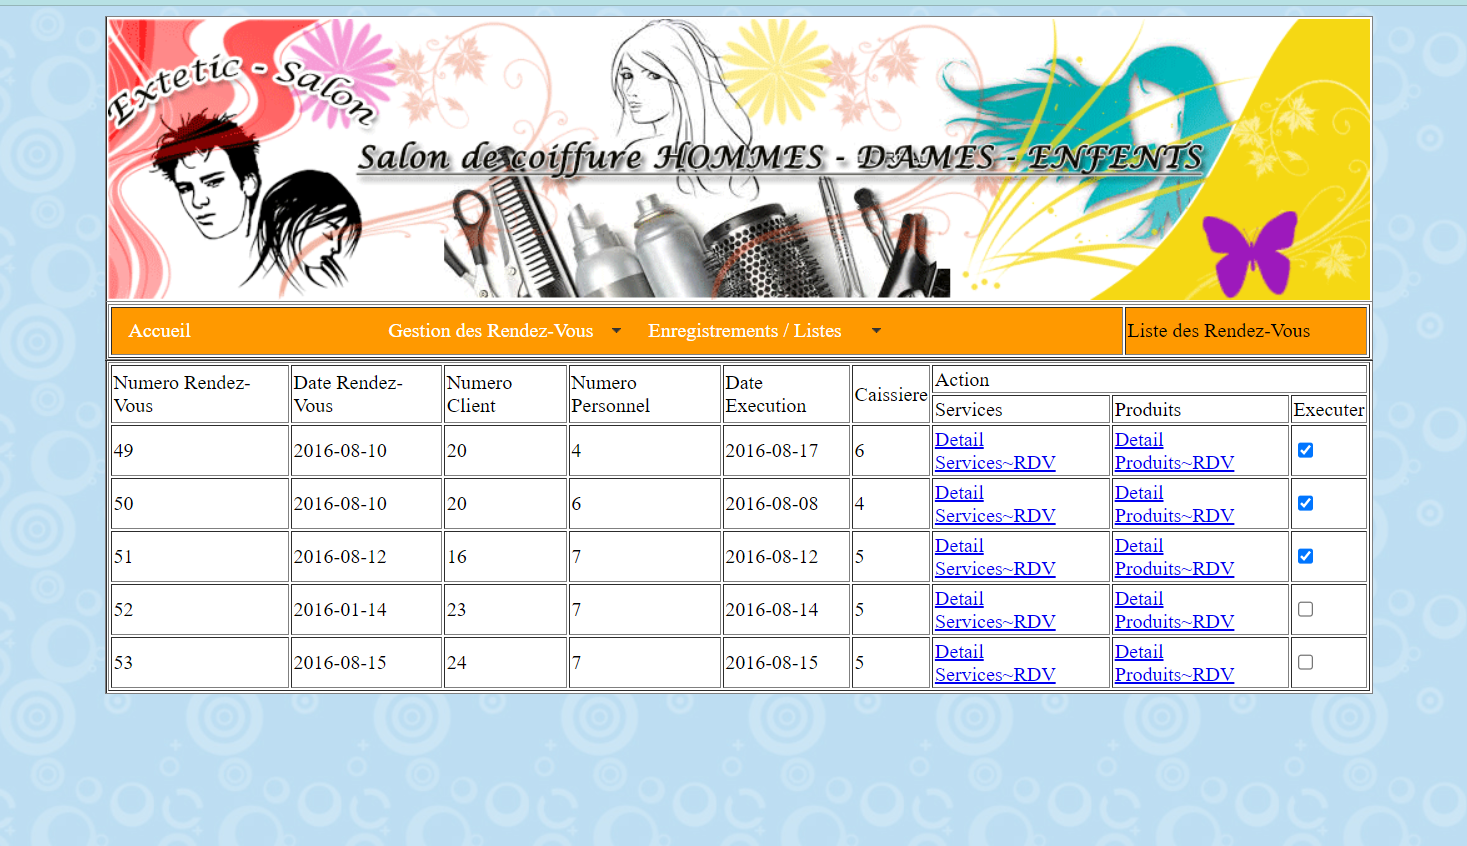 Extetic - Salon
Salon de coiffure HOMMES - DAMES - ENFENTS
Accueil
Gestion des Rendez-Vous
Enregistrements / Listes
Liste des Rendez-Vous
Numero Rendez-
Vous
Date Rendez-
Vous
Numero
Client
Numero
Personnel
Date
Execution
Caissiere
Action
Services
Produits
Executer
49
2016-08-10
20
4
2016-08-17
6
Detail
Services~RDV
Detail
Produits~RDV
50
2016-08-10
20
6
2016-08-08
4
Detail
Services~RDV
Detail
Produits~RDV
51
2016-08-12
16
7
2016-08-12
5
Detail
Services~RDV
Detail
Produits~RDV
52
2016-01-14
23
7
2016-08-14
5
Detail
Services~RDV
Detail
Produits~RDV
53
2016-08-15
24
7
2016-08-15
5
Detail
Services~RDV
Detail
Produits~RDV